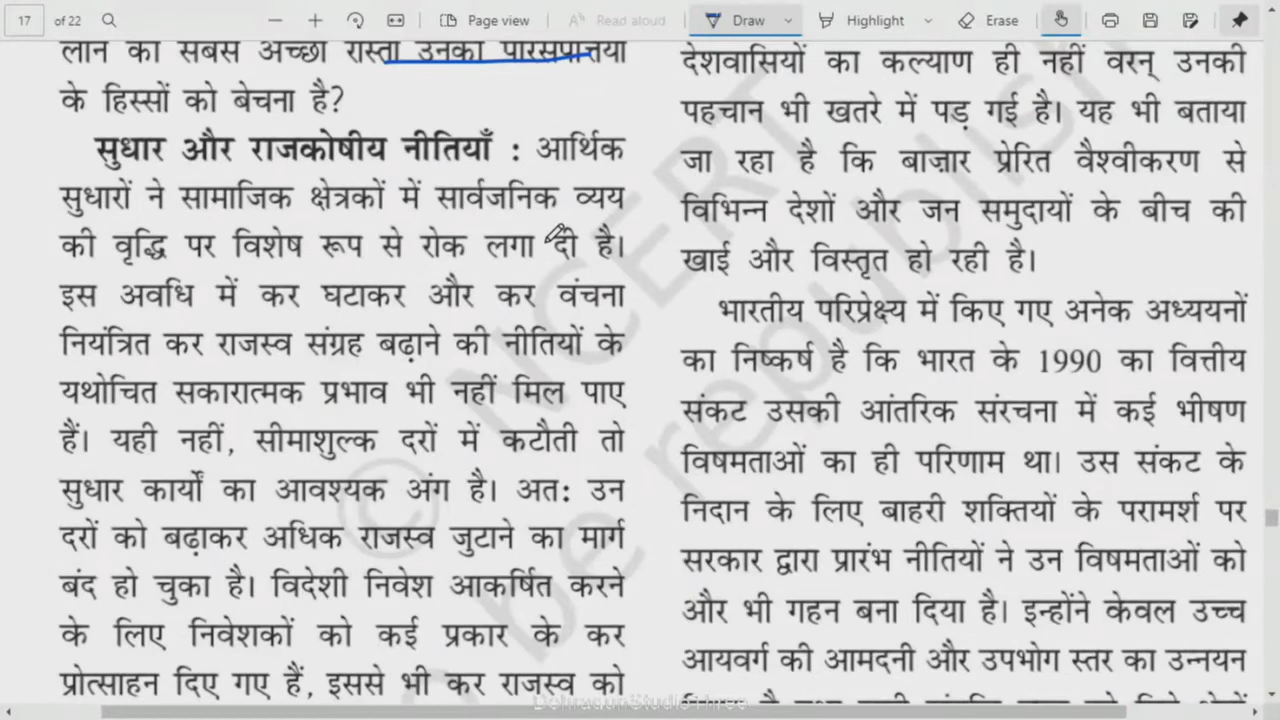 17 of 22 Page view Read aloud Draw Highlight Erase
लाने का सबसे अच्छा रास्ता उनकी परिसंपत्तियों
के हिस्सों को बेचना है?
सुधार और राजकोषीय नीतियाँ : आर्थिक
सुधारों ने सामाजिक क्षेत्रकों में सार्वजनिक व्यय
की वृद्धि पर विशेष रूप से रोक लगा दी है।
इस अवधि में कर घटाकर और कर वंचना
नियंत्रित कर राजस्व संग्रह बढ़ाने की नीतियों के
यथोचित सकारात्मक प्रभाव भी नहीं मिल पाए
हैं। यही नहीं, सीमाशुल्क दरों में कटौती तो
सुधार कार्यों का आवश्यक अंग है। अत: उन
दरों को बढ़ाकर अधिक राजस्व जुटाने का मार्ग
बंद हो चुका है। विदेशी निवेश आकर्षित करने
के लिए निवेशकों को कई प्रकार के कर
प्रोत्साहन दिए गए हैं, इससे भी कर राजस्व को
देशवासियों का कल्याण ही नहीं वरन् उनकी
पहचान भी खतरे में पड़ गई है। यह भी बताया
जा रहा है कि बाज़ार प्रेरित वैश्वीकरण से
विभिन्न देशों और जन समुदायों के बीच की
खाई और विस्तृत हो रही है।
भारतीय परिप्रेक्ष्य में किए गए अनेक अध्ययनों
का निष्कर्ष है कि भारत के 1990 का वित्तीय
संकट उसकी आंतरिक संरचना में कई भीषण
विषमताओं का ही परिणाम था। उस संकट के
निदान के लिए बाहरी शक्तियों के परामर्श पर
सरकार द्वारा प्रारंभ नीतियों ने उन विषमताओं को
और भी गहन बना दिया है। इन्होंने केवल उच्च
आयवर्ग की आमदनी और उपभोग स्तर का उन्नयन
© NCERT
be republish